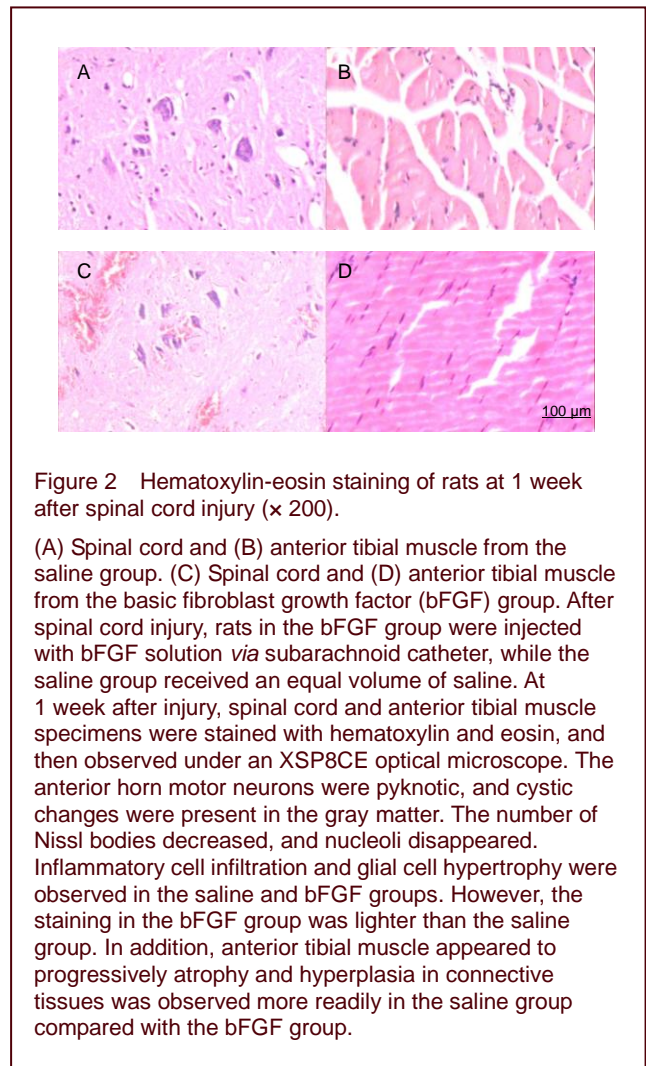 A
B
C
D
100 µm
Figure 2 Hematoxylin-eosin staining of rats at 1 week
after spinal cord injury (× 200).
(A) Spinal cord and (B) anterior tibial muscle from the
saline group. (C) Spinal cord and (D) anterior tibial muscle
from the basic fibroblast growth factor (bFGF) group. After
spinal cord injury, rats in the bFGF group were injected
with bFGF solution via subarachnoid catheter, while the
saline group received an equal volume of saline. At
1 week after injury, spinal cord and anterior tibial muscle
specimens were stained with hematoxylin and eosin, and
then observed under an XSP8CE optical microscope. The
anterior horn motor neurons were pyknotic, and cystic
changes were present in the gray matter. The number of
Nissl bodies decreased, and nucleoli disappeared.
Inflammatory cell infiltration and glial cell hypertrophy were
observed in the saline and bFGF groups. However, the
staining in the bFGF group was lighter than the saline
group. In addition, anterior tibial muscle appeared to
progressively atrophy and hyperplasia in connective
tissues was observed more readily in the saline group
compared with the bFGF group.